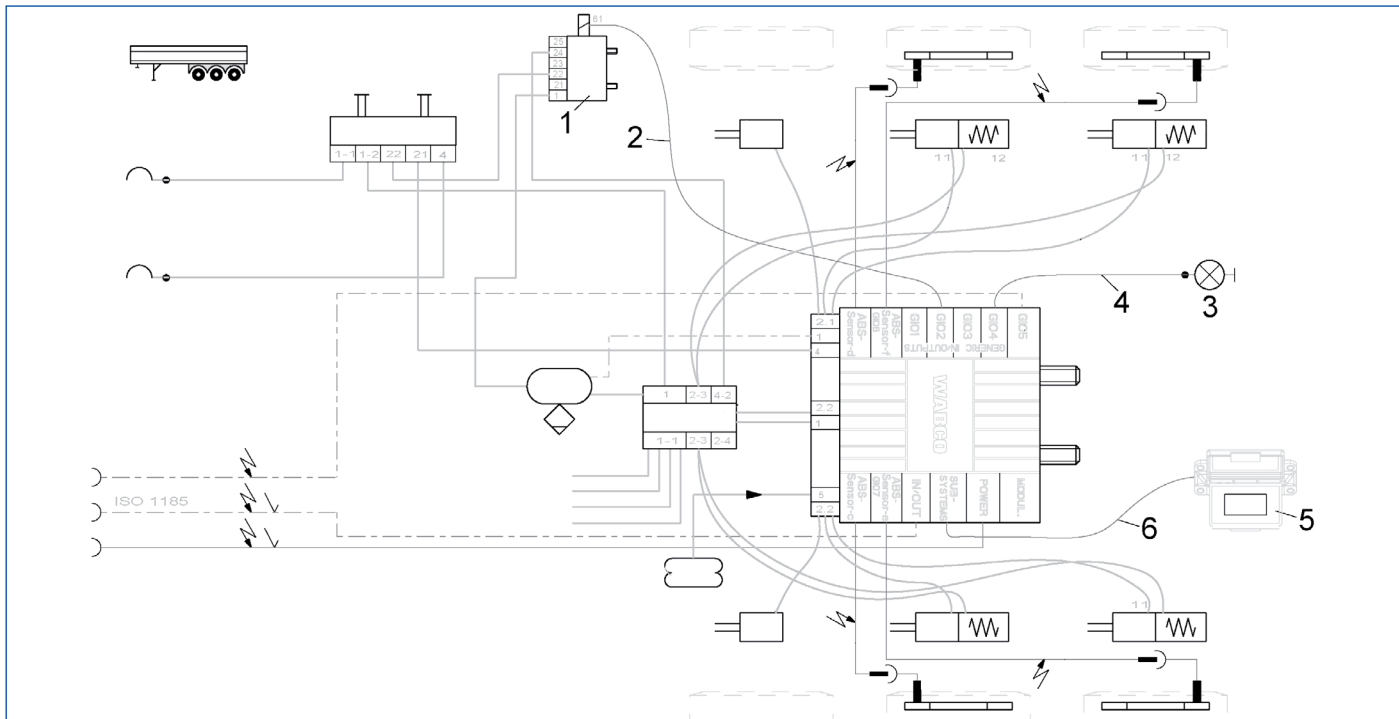 61
25
24
23
22
21
1
1
2
1-1 1-2 22 21 4
11 12
11 12
4
3
2.1
1
4
ABS-Sensor-d
ABS-Sensor-f GIO6
GIO1
GIO2
GIO3
GIO4
GIO5
GENERIC IN/OUTPUTS
WABCO
1 2-3 4-2
1-1 2-3 2-4
2.2
1
5
2.2
ABS-Sensor-c
IN/OUT
SUB-SYSTEMS
POWER
MODUL..
ISO 1185
5
6
11